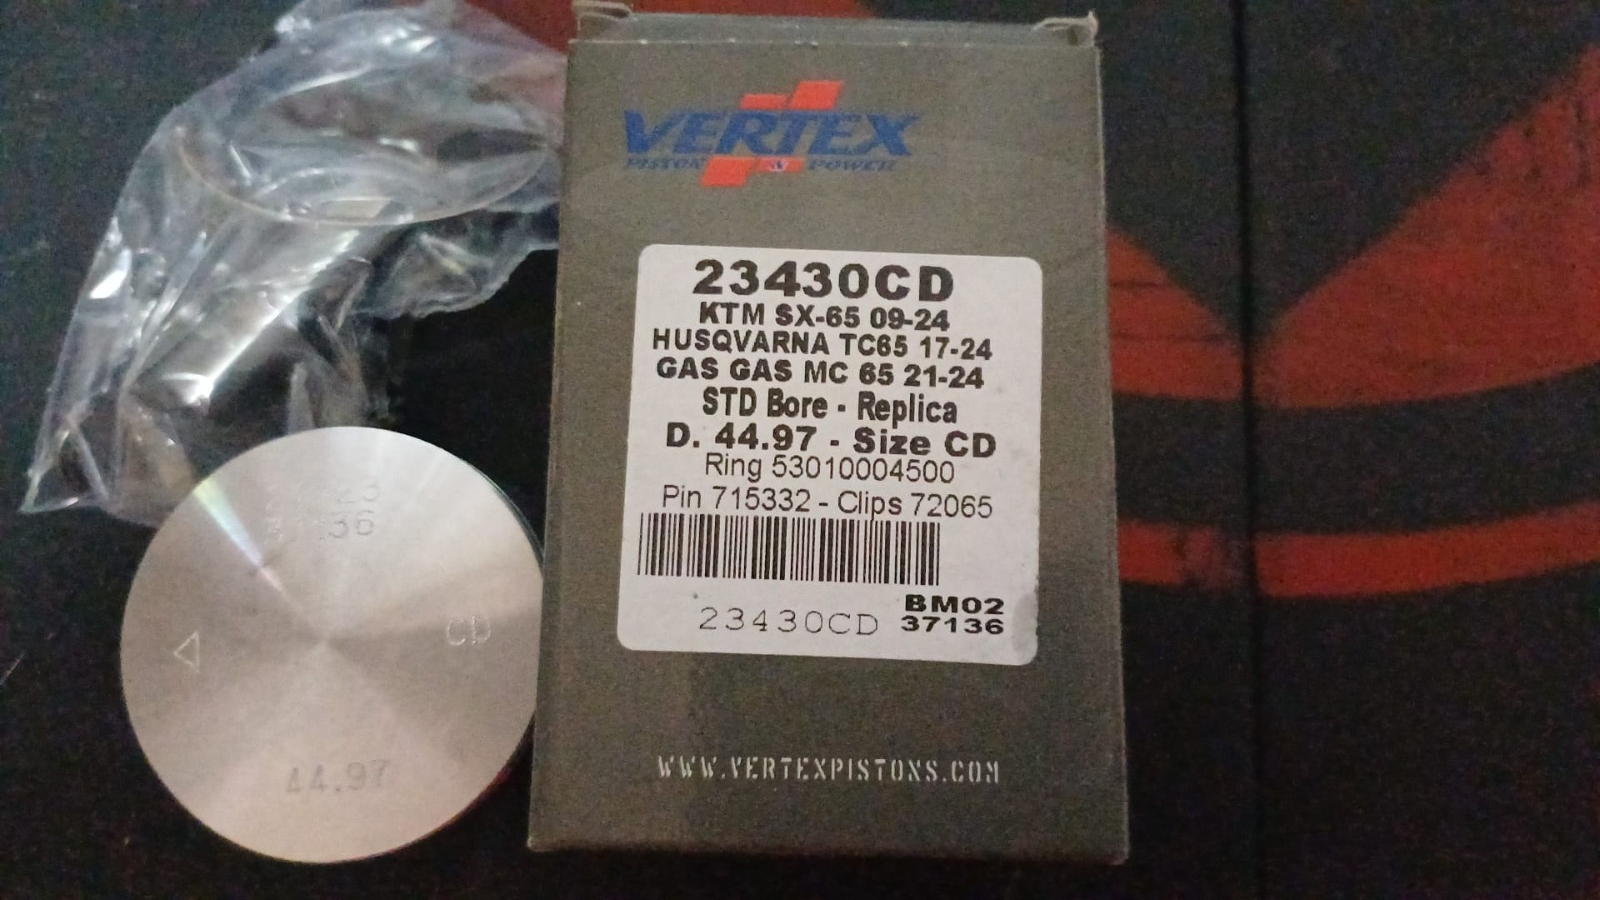 VERTEX
PISTON POWER
23430CD
KTM SX-65 09-24
HUSQVARNA TC65 17-24
GAS GAS MC 65 21-24
STD Bore - Replica
D. 44.97 - Size CD
Ring 53010004500
Pin 715332 - Clips 72065
23430CD
BM02
37136
WWW.VERTEXPISTONS.COM
CD
44.97